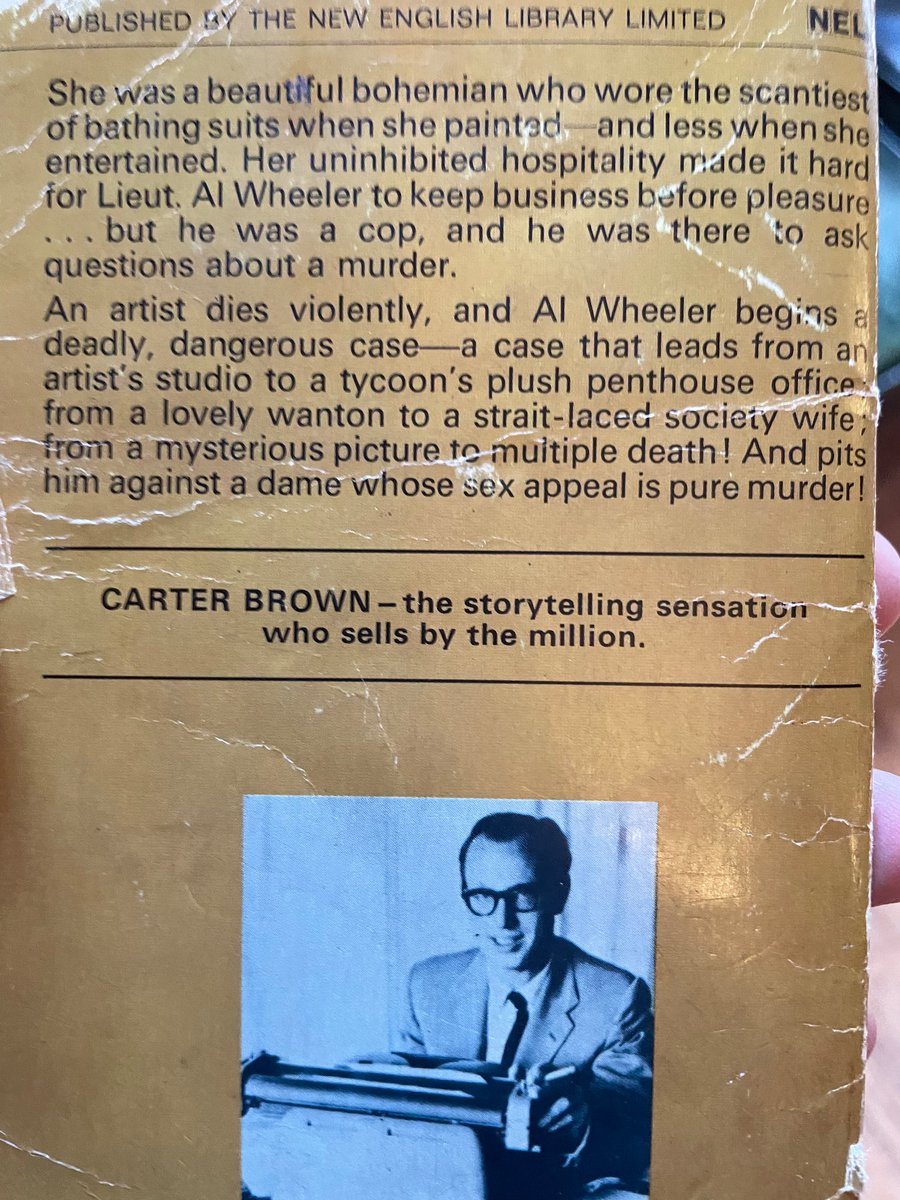 PUBLISHED BY THE NEW ENGLISH LIBRARY LIMITED NEL
She was a beautiful bohemian who wore the scantiest
of bathing suits when she painted—and less when she
entertained. Her uninhibited hospitality made it hard
for Lieut. Al Wheeler to keep business before pleasure
. . . but he was a cop, and he was there to ask
questions about a murder.
An artist dies violently, and Al Wheeler begins a
deadly, dangerous case—a case that leads from an
artist's studio to a tycoon's plush penthouse office;
from a lovely wanton to a strait-laced society wife;
from a mysterious picture to multiple death! And pits
him against a dame whose sex appeal is pure murder!
CARTER BROWN – the storytelling sensation
who sells by the million.